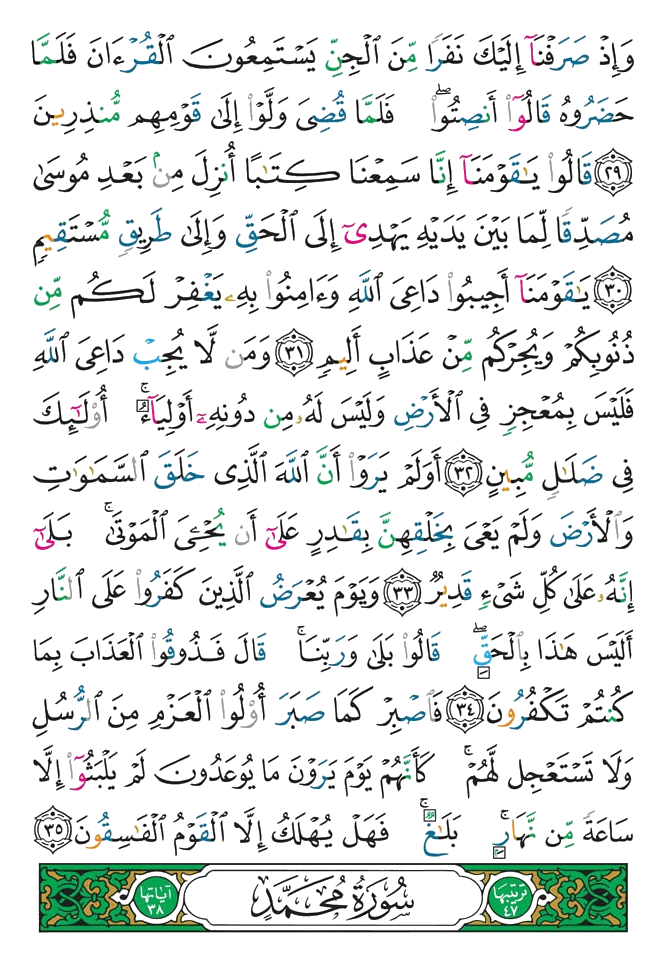 وَإِذْ صَرَفْنَآ إِلَيْكَ نَفَرًا مِّنَ ٱلْجِنِّ يَسْتَمِعُونَ ٱلْقُرْءَانَ فَلَمَّا
حَضَرُوهُ قَالُوٓا۟ أَنصِتُوا۟ۖ فَلَمَّا قُضِىَ وَلَّوْا۟ إِلَىٰ قَوْمِهِم مُّنذِرِينَ
﴿٢٩﴾ قَالُوا۟ يَـٰقَوْمَنَآ إِنَّا سَمِعْنَا كِتَـٰبًا أُنزِلَ مِنۢ بَعْدِ مُوسَىٰ
مُصَدِّقًا لِّمَا بَيْنَ يَدَيْهِ يَهْدِىٓ إِلَى ٱلْحَقِّ وَإِلَىٰ طَرِيقٍ مُّسْتَقِيمٍ
﴿٣٠﴾ يَـٰقَوْمَنَآ أَجِيبُوا۟ دَاعِىَ ٱللَّهِ وَءَامِنُوا۟ بِهِۦ يَغْفِرْ لَكُم مِّن
ذُنُوبِكُمْ وَيُجِرْكُم مِّنْ عَذَابٍ أَلِيمٍ ﴿٣١﴾ وَمَن لَّا يُجِبْ دَاعِىَ ٱللَّهِ
فَلَيْسَ بِمُعْجِزٍ فِى ٱلْأَرْضِ وَلَيْسَ لَهُۥ مِن دُونِهِۦٓ أَوْلِيَآءُۚ أُو۟لَـٰٓئِكَ
فِى ضَلَـٰلٍ مُّبِينٍ ﴿٣٢﴾ أَوَلَمْ يَرَوْا۟ أَنَّ ٱللَّهَ ٱلَّذِى خَلَقَ ٱلسَّمَـٰوَٰتِ
وَٱلْأَرْضَ وَلَمْ يَعْىَ بِخَلْقِهِنَّ بِقَـٰدِرٍ عَلَىٰٓ أَن يُحْـِۧىَ ٱلْمَوْتَىٰۚ بَلَىٰٓ
إِنَّهُۥ عَلَىٰ كُلِّ شَىْءٍ قَدِيرٌ ﴿٣٣﴾ وَيَوْمَ يُعْرَضُ ٱلَّذِينَ كَفَرُوا۟ عَلَى ٱلنَّارِ
أَلَيْسَ هَـٰذَا بِٱلْحَقِّۖ قَالُوا۟ بَلَىٰ وَرَبِّنَاۚ قَالَ فَذُوقُوا۟ ٱلْعَذَابَ بِمَا
كُنتُمْ تَكْفُرُونَ ﴿٣٤﴾ فَٱصْبِرْ كَمَا صَبَرَ أُو۟لُوا۟ ٱلْعَزْمِ مِنَ ٱلرُّسُلِ
وَلَا تَسْتَعْجِل لَّهُمْۚ كَأَنَّهُمْ يَوْمَ يَرَوْنَ مَا يُوعَدُونَ لَمْ يَلْبَثُوٓا۟ إِلَّا
سَاعَةً مِّن نَّهَارٍۚ بَلَـٰغٌۚ فَهَلْ يُهْلَكُ إِلَّا ٱلْقَوْمُ ٱلْفَـٰسِقُونَ ﴿٣٥﴾
ترتيبها ٤٧ سُورَةُ مُحَمَّدٍ آياتها ٣٨